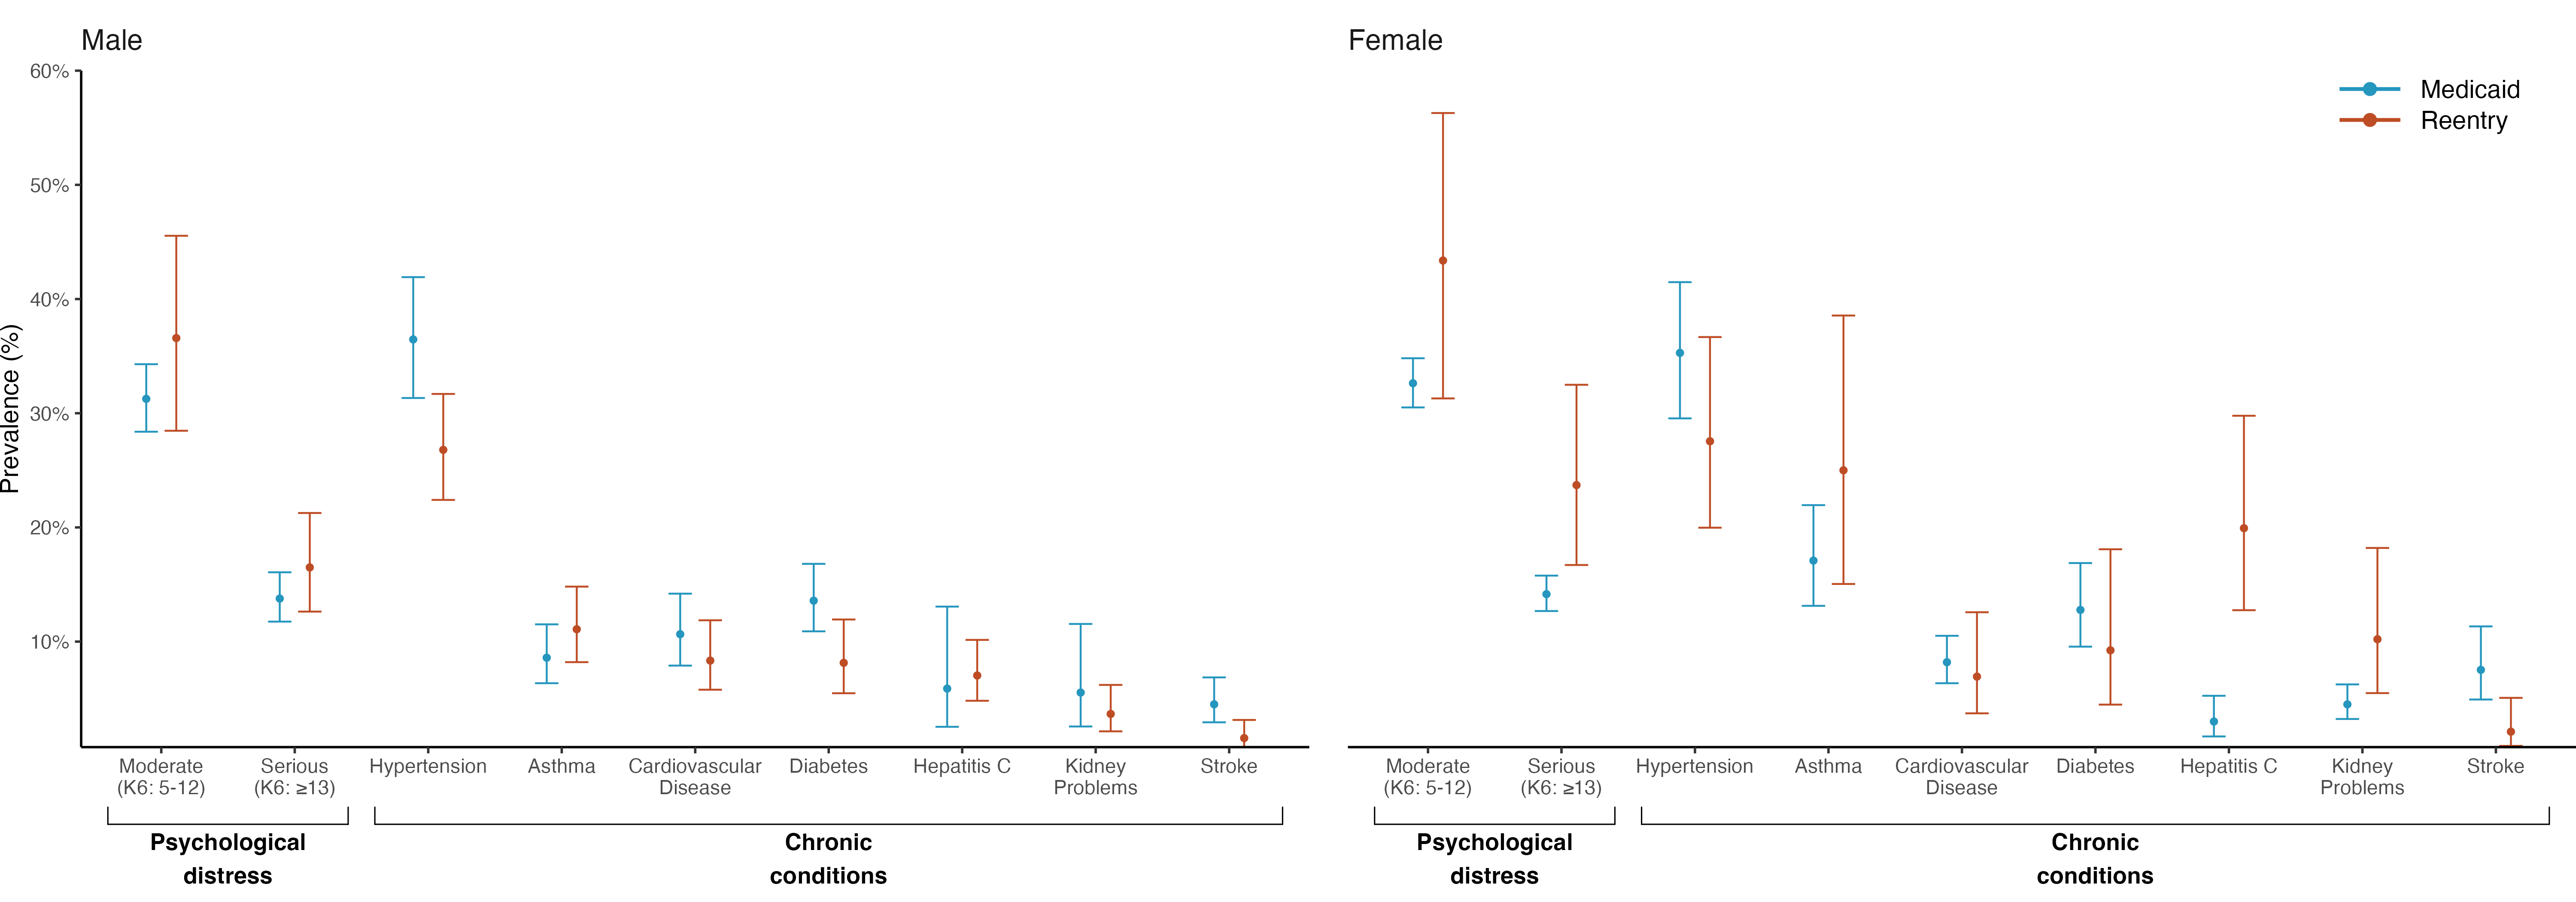 Male
Female
60%
50%
40%
30%
20%
10%
Prevalence (%)
Medicaid
Reentry
Moderate
(K6: 5-12)
Serious
(K6: ≥13)
Hypertension
Asthma
Cardiovascular
Disease
Diabetes
Hepatitis C
Kidney
Problems
Stroke
Psychological
distress
Chronic
conditions
Moderate
(K6: 5-12)
Serious
(K6: ≥13)
Hypertension
Asthma
Cardiovascular
Disease
Diabetes
Hepatitis C
Kidney
Problems
Stroke
Psychological
distress
Chronic
conditions